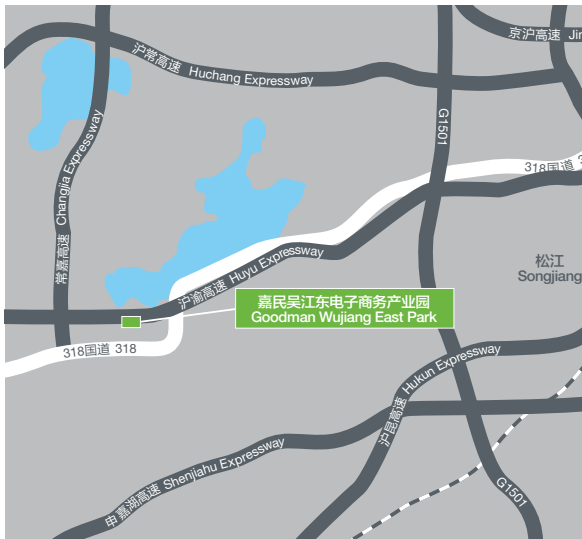 京沪高速 Jin
沪常高速 Huchang Expressway
G1501
常嘉高速 Changjia Expressway
318国道 3
松江
Songjiang
沪渝高速 Huyu Expressway
嘉民吴江东电子商务产业园
Goodman Wujiang East Park
318国道 318
沪昆高速 Hukun Expressway
申嘉湖高速 Shenjiahu Expressway
G1501